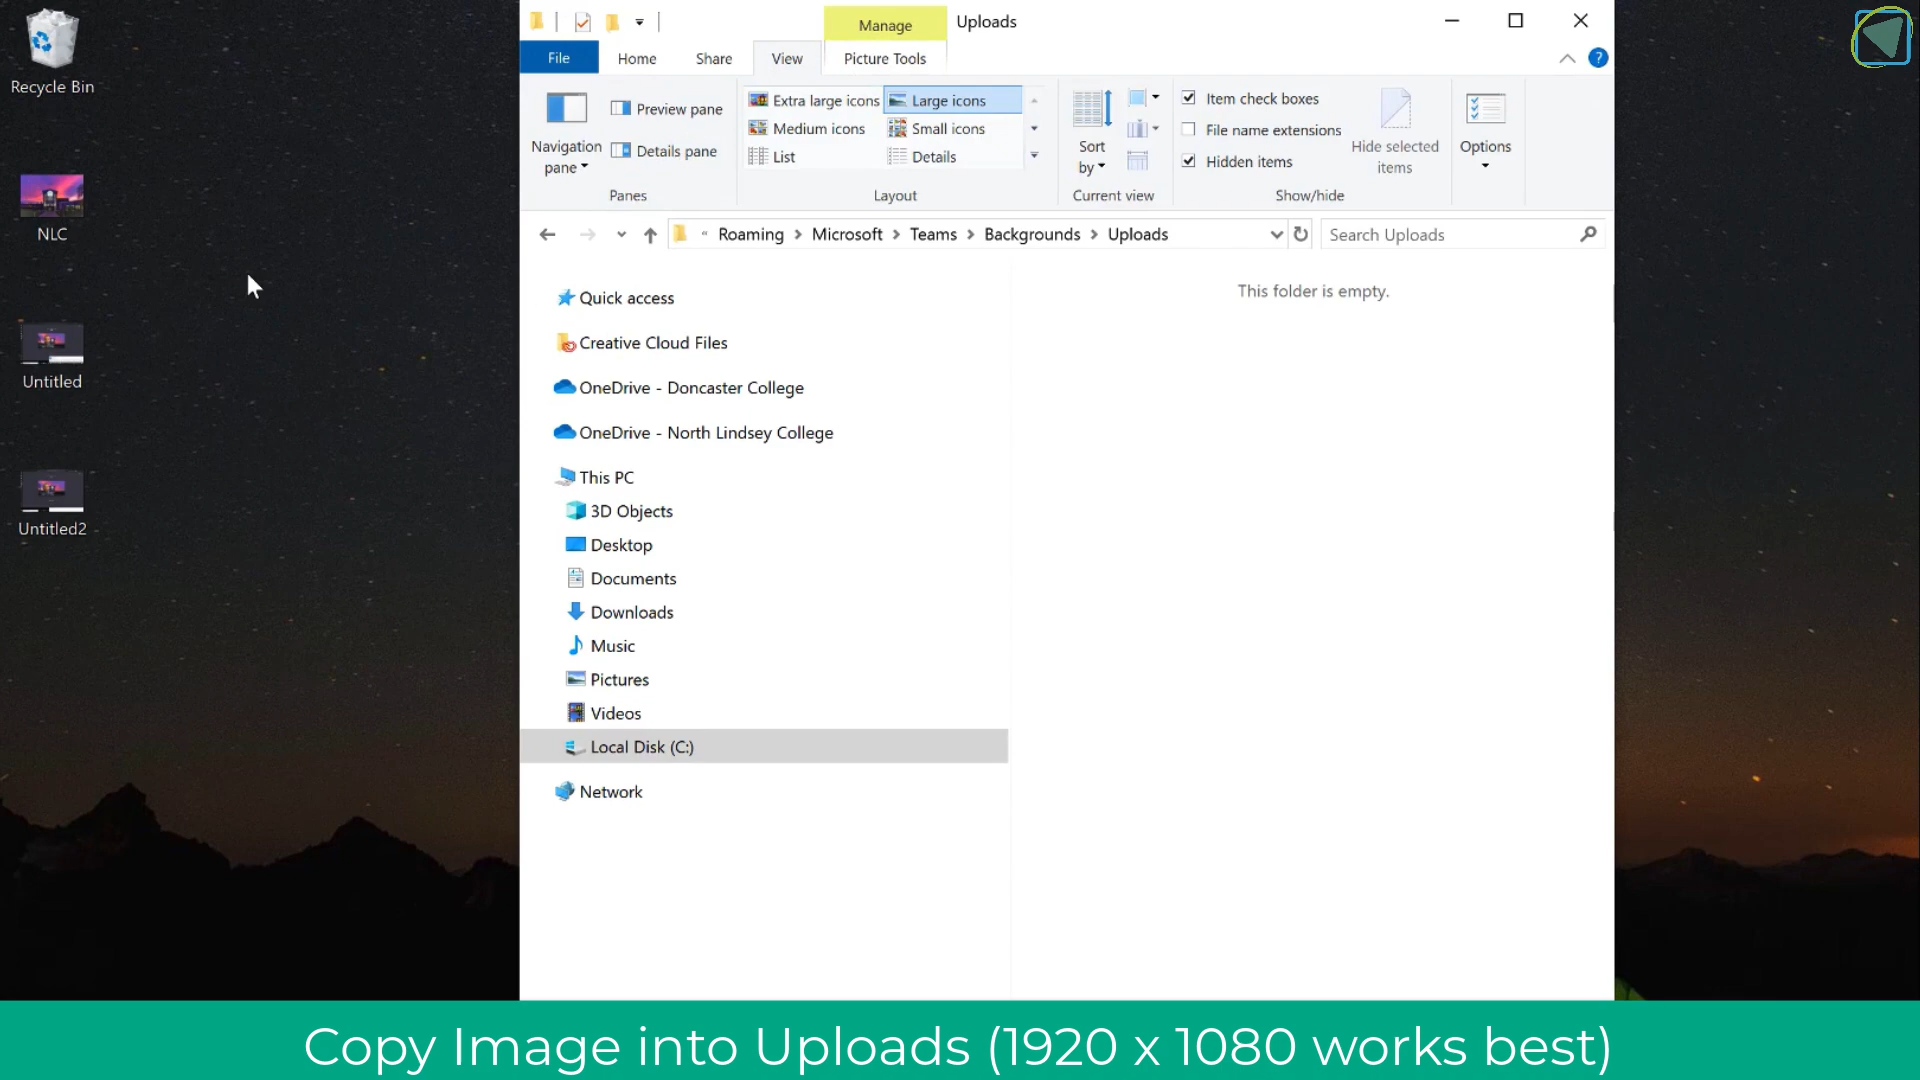 Recycle Bin
NLC
Untitled
Untitled2
Manage
Uploads
File
Home
Share
View
Picture Tools
?
Navigation pane
Preview pane
Details pane
Panes
Extra large icons
Large icons
Medium icons
Small icons
List
Details
Layout
Sort by
Current view
Item check boxes
File name extensions
Hidden items
Hide selected items
Show/hide
Options
« Roaming > Microsoft > Teams > Backgrounds > Uploads
Search Uploads
Quick access
Creative Cloud Files
OneDrive - Doncaster College
OneDrive - North Lindsey College
This PC
3D Objects
Desktop
Documents
Downloads
Music
Pictures
Videos
Local Disk (C:)
Network
This folder is empty.
Copy Image into Uploads (1920 x 1080 works best)